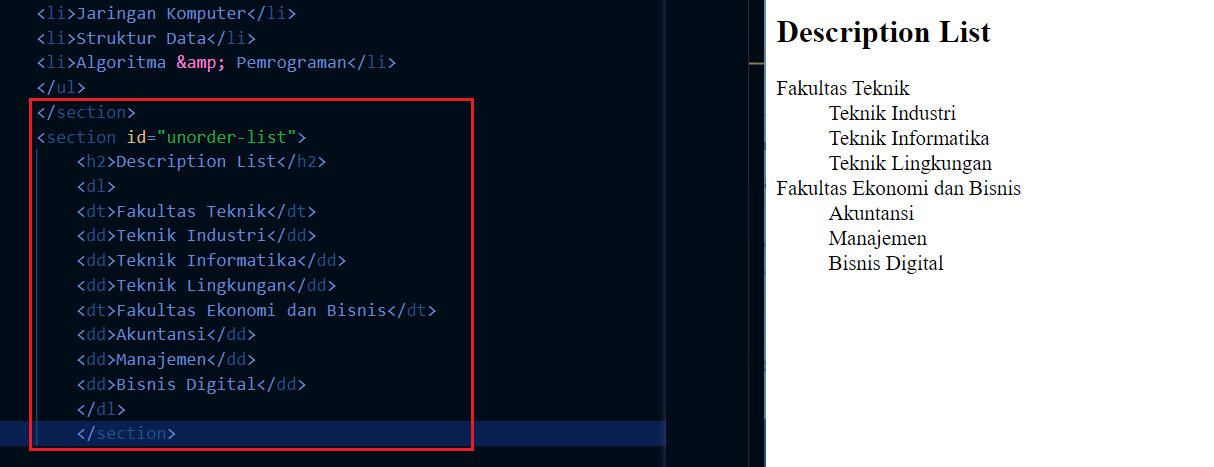 <li>Jaringan Komputer</li>
<li>Struktur Data</li>
<li>Algoritma &amp; Pemrograman</li>
</ul>
</section>
<section id="unorder-list">
<h2>Description List</h2>
<dl>
<dt>Fakultas Teknik</dt>
<dd>Teknik Industri</dd>
<dd>Teknik Informatika</dd>
<dd>Teknik Lingkungan</dd>
<dt>Fakultas Ekonomi dan Bisnis</dt>
<dd>Akuntansi</dd>
<dd>Manajemen</dd>
<dd>Bisnis Digital</dd>
</dl>
</section>
Description List
Fakultas Teknik
Teknik Industri
Teknik Informatika
Teknik Lingkungan
Fakultas Ekonomi dan Bisnis
Akuntansi
Manajemen
Bisnis Digital